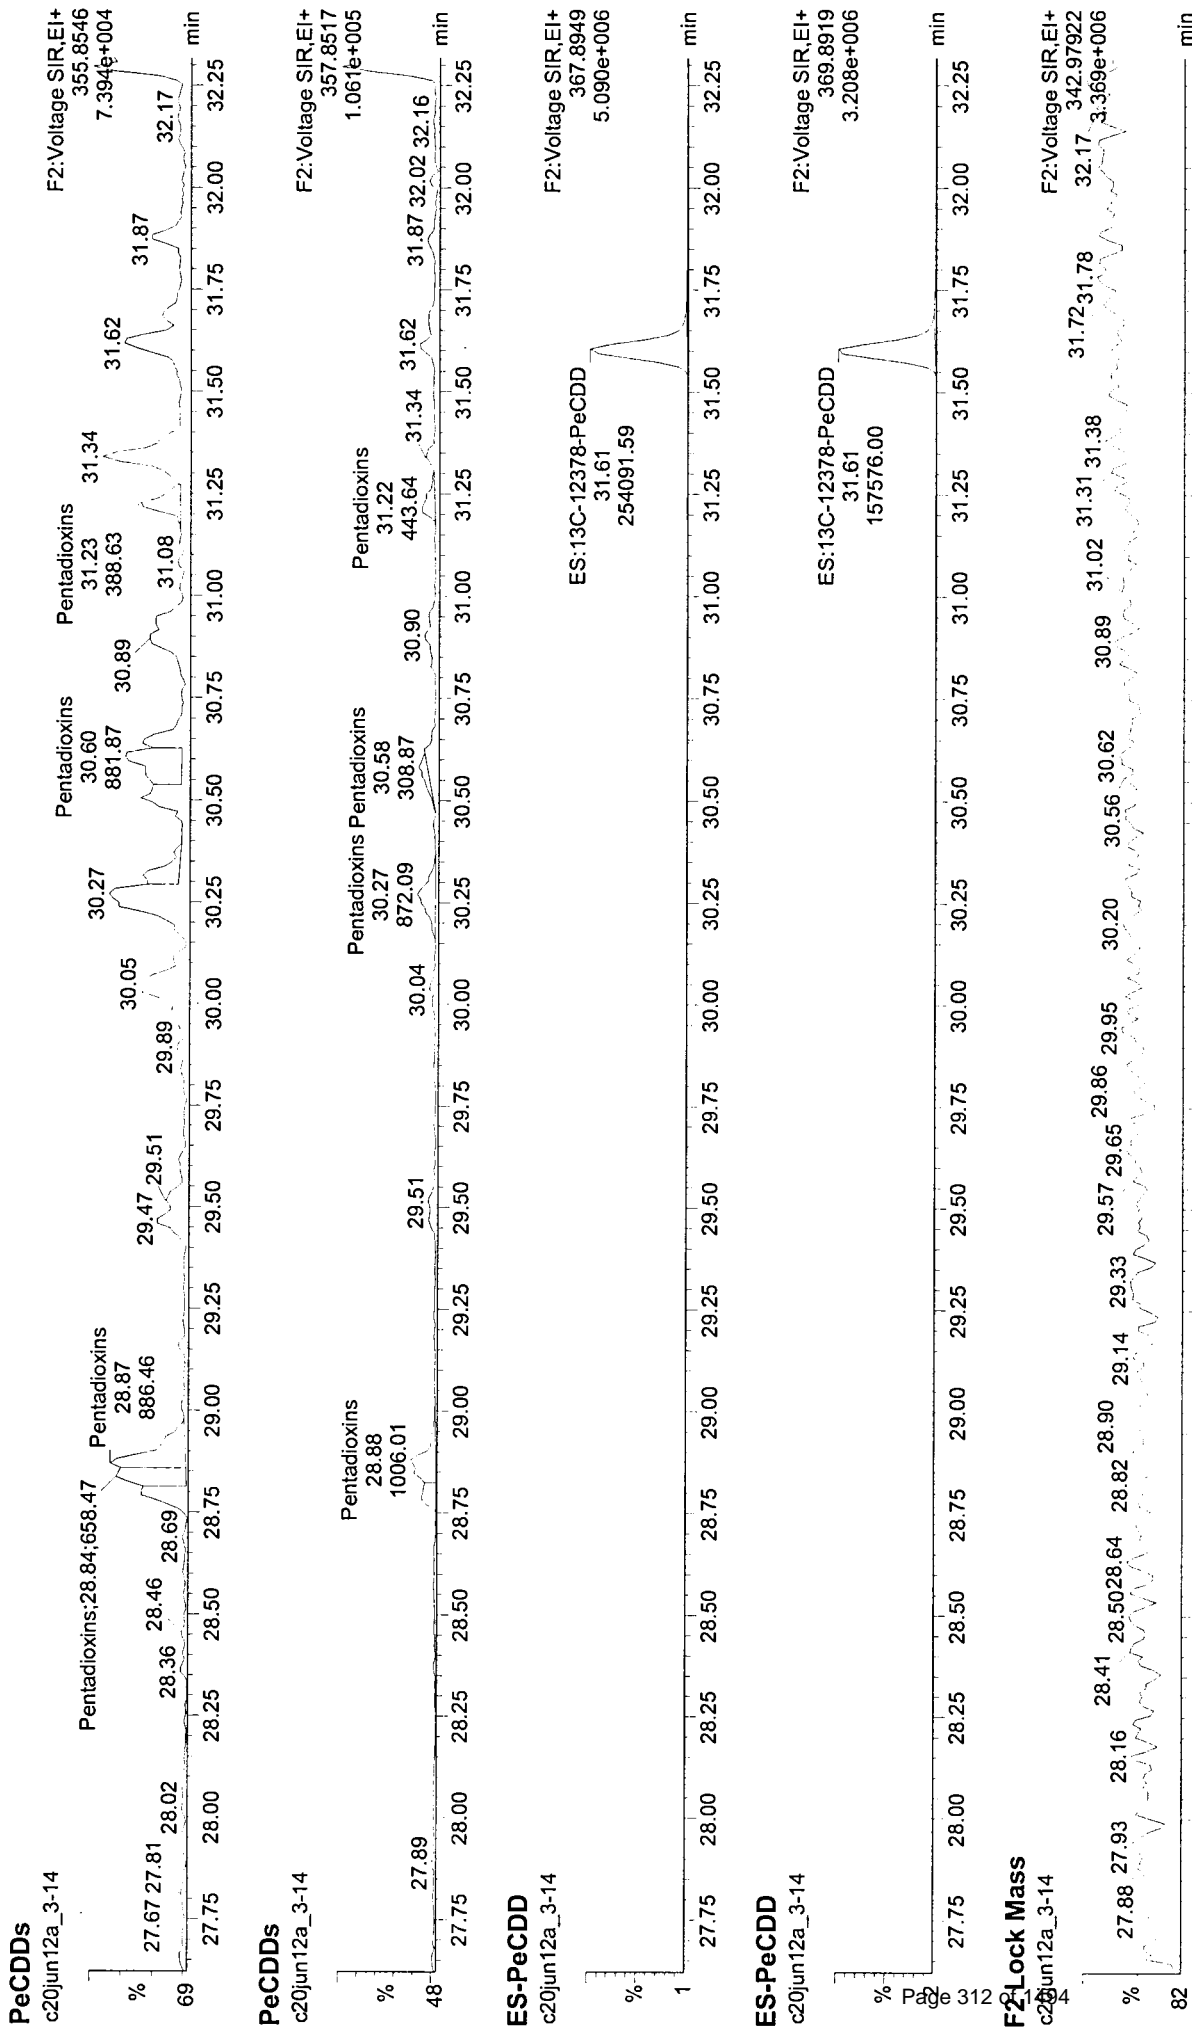 PeCDDs
c20jun12a_3-14
F2:Voltage SIR,EI+
355.8546
7.394e+004
Pentadioxins;28.84;658.47
Pentadioxins
28.87
886.46
Pentadioxins
30.60
881.87
Pentadioxins
31.23
388.63
27.67 27.81 28.02 28.36 28.46 28.69 29.47 29.51 29.89 30.05 30.27 30.89 31.08 31.34 31.62 31.87 32.17
%
69
27.75 28.00 28.25 28.50 28.75 29.00 29.25 29.50 29.75 30.00 30.25 30.50 30.75 31.00 31.25 31.50 31.75 32.00 32.25
min
PeCDDs
c20jun12a_3-14
F2:Voltage SIR,EI+
357.8517
1.061e+005
Pentadioxins
28.88
1006.01
Pentadioxins Pentadioxins
30.27 30.58
872.09 308.87
Pentadioxins
31.22
443.64
27.89 29.51 30.04 30.90 31.34 31.62 31.87 32.02 32.16
%
48
27.75 28.00 28.25 28.50 28.75 29.00 29.25 29.50 29.75 30.00 30.25 30.50 30.75 31.00 31.25 31.50 31.75 32.00 32.25
min
ES-PeCDD
c20jun12a_3-14
F2:Voltage SIR,EI+
367.8949
5.090e+006
ES:13C-12378-PeCDD
31.61
254091.59
%
1
27.75 28.00 28.25 28.50 28.75 29.00 29.25 29.50 29.75 30.00 30.25 30.50 30.75 31.00 31.25 31.50 31.75 32.00 32.25
min
ES-PeCDD
c20jun12a_3-14
F2:Voltage SIR,EI+
369.8919
3.208e+006
ES:13C-12378-PeCDD
31.61
157576.00
%
27.75 28.00 28.25 28.50 28.75 29.00 29.25 29.50 29.75 30.00 30.25 30.50 30.75 31.00 31.25 31.50 31.75 32.00 32.25
min
F2 Lock Mass
c20jun12a_3-14
F2:Voltage SIR,EI+
342.97922
3.369e+006
27.88 27.93 28.16 28.41 28.50 28.64 28.82 28.90 29.14 29.33 29.57 29.65 29.86 29.95 30.20 30.56 30.62 30.89 31.02 31.31 31.38 31.72 31.78 32.17
%
82
min
Page 312 of